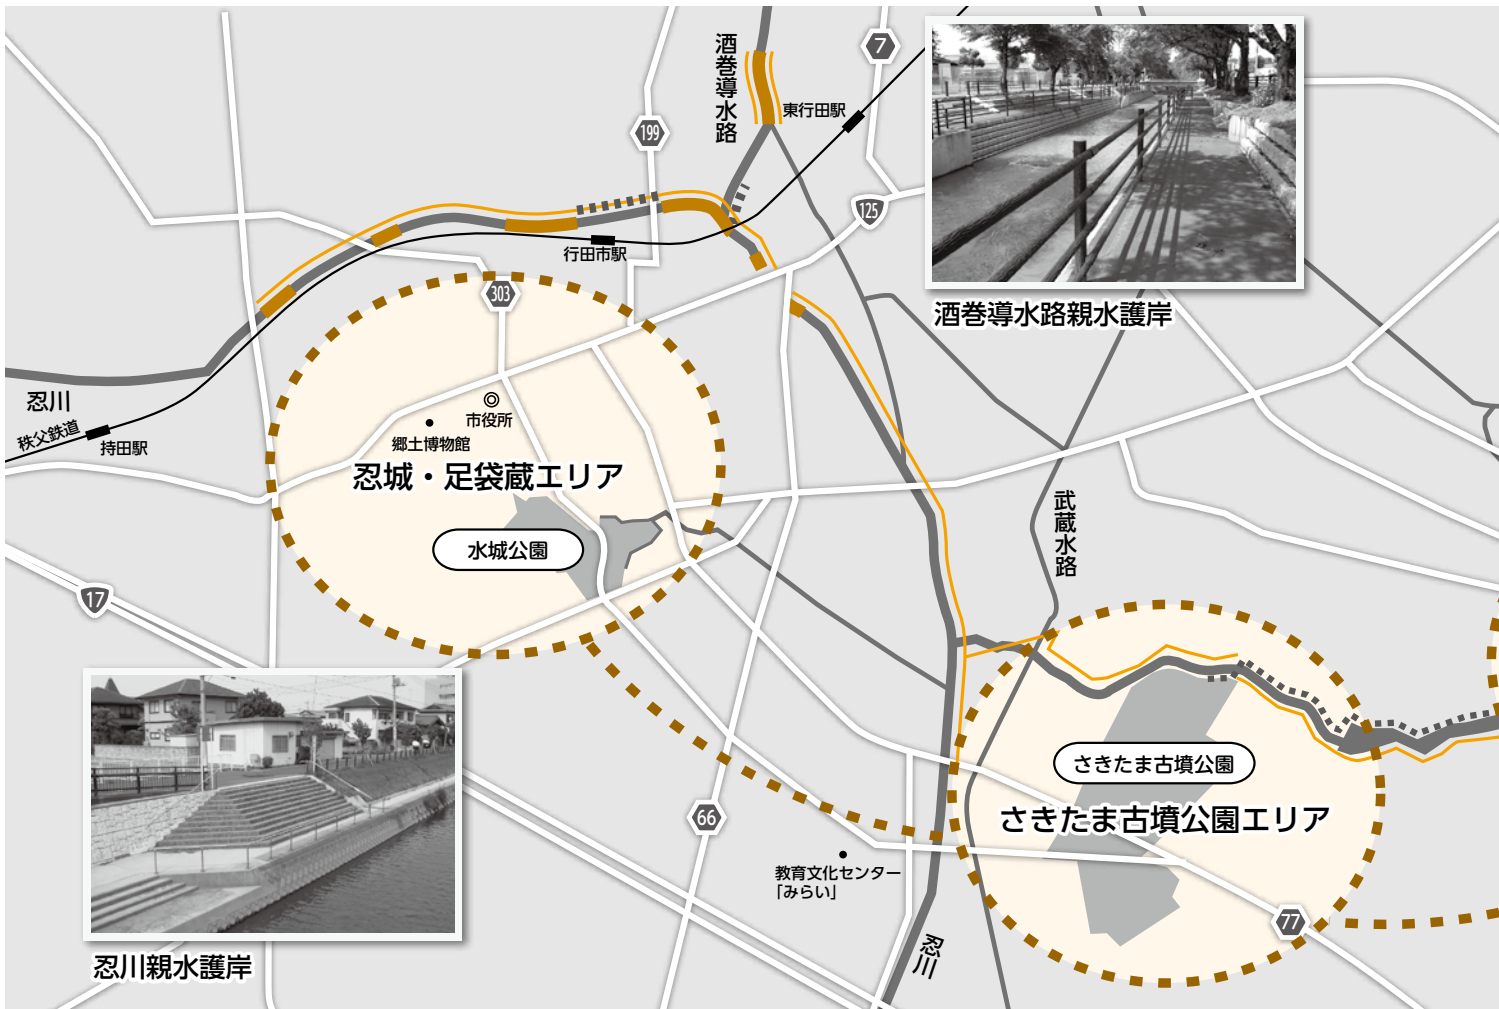 酒巻導水路
7
東行田駅
199
125
行田市駅
303
酒巻導水路親水護岸
忍川
秩父鉄道
持田駅
市役所
郷土博物館
忍城・足袋蔵エリア
水城公園
武蔵水路
17
さきたま古墳公園
さきたま古墳公園エリア
66
教育文化センター
「みらい」
77
忍川
忍川親水護岸